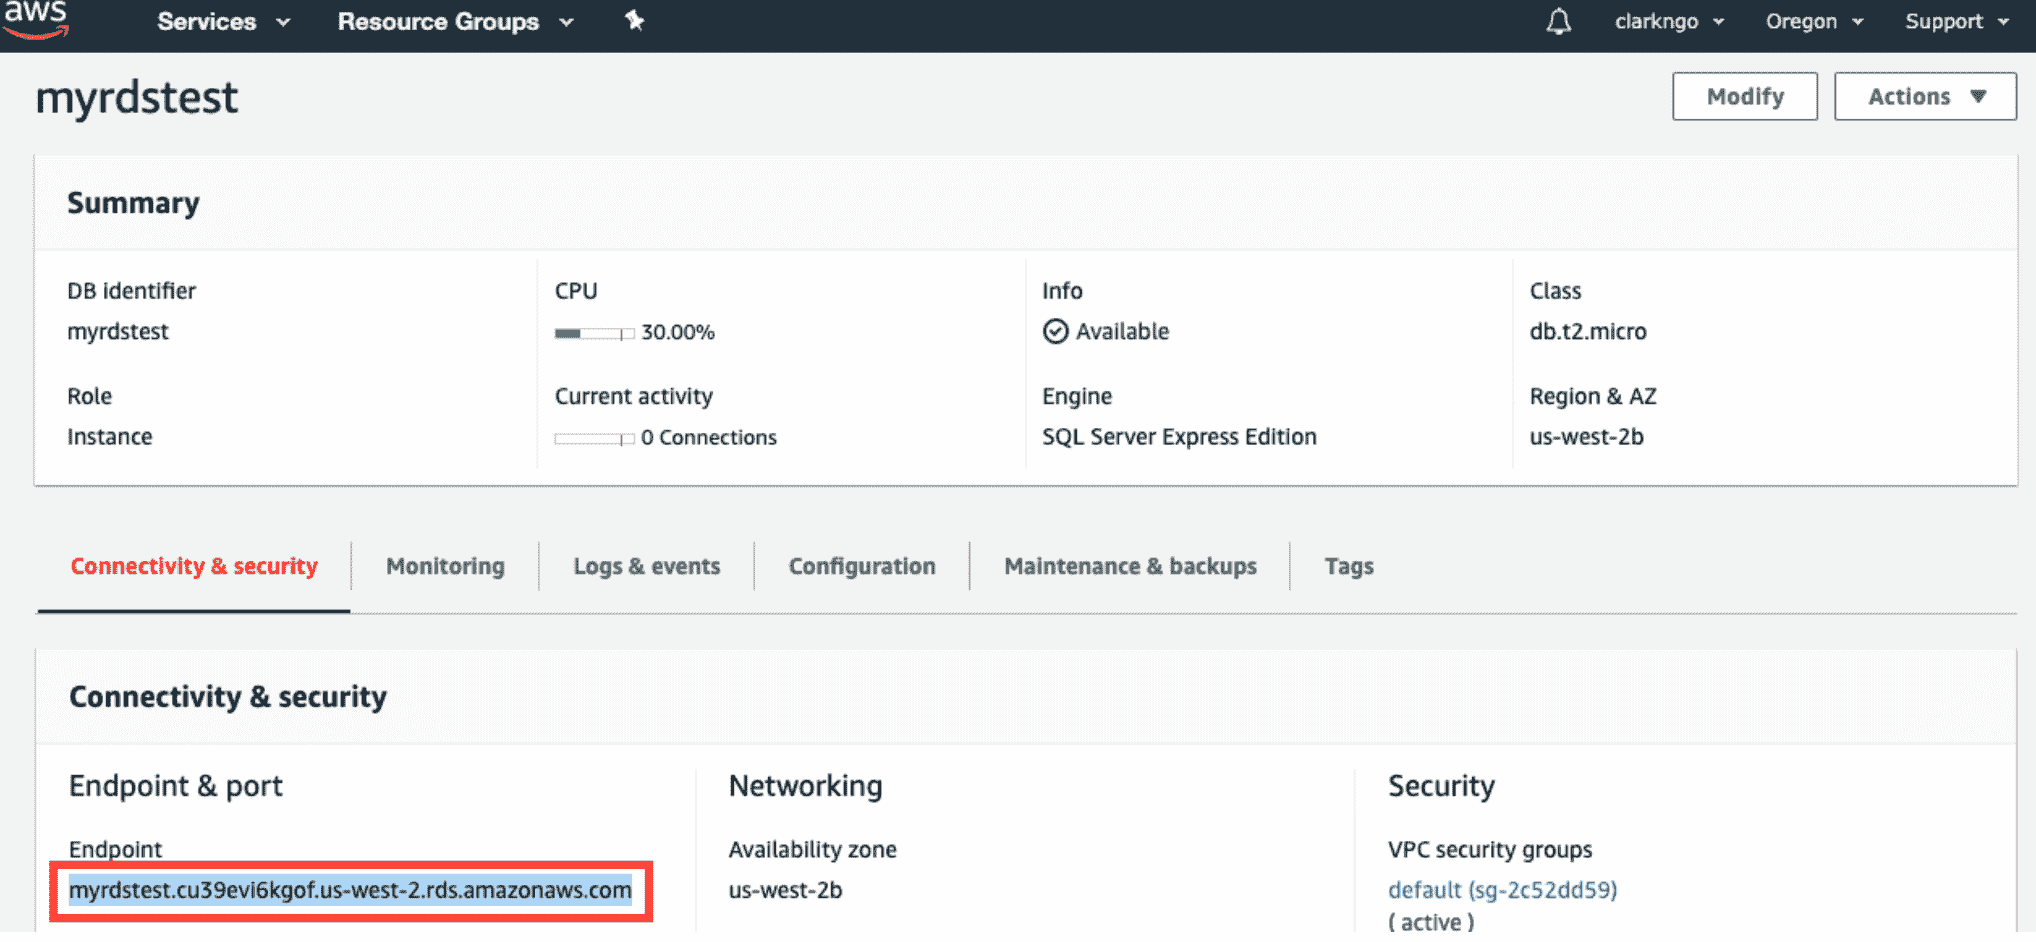 aws Services Resource Groups clarkngo Oregon Support
myrdstest Modify Actions
Summary
DB identifier CPU Info Class
myrdstest 30.00% Available db.t2.micro
Role Current activity Engine Region & AZ
Instance 0 Connections SQL Server Express Edition us-west-2b
Connectivity & security Monitoring Logs & events Configuration Maintenance & backups Tags
Connectivity & security
Endpoint & port Networking Security
Endpoint Availability zone VPC security groups
myrdstest.cu39evi6kgof.us-west-2.rds.amazonaws.com us-west-2b default (sg-2c52dd59)
( active )